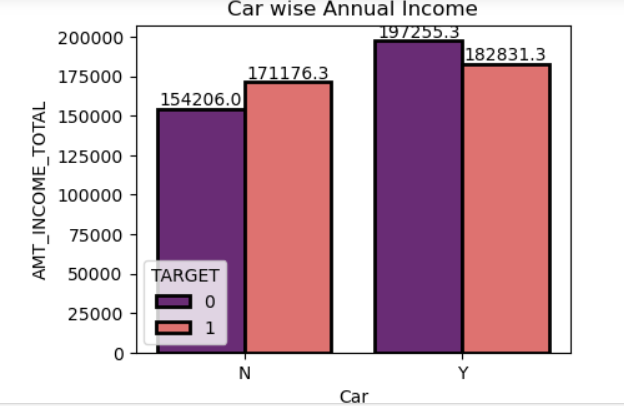 Car wise Annual Income
AMT_INCOME_TOTAL
200000
175000
150000
125000
100000
75000
50000
25000
0
154206.0
171176.3
197255.3
182831.3
TARGET
0
1
N
Y
Car